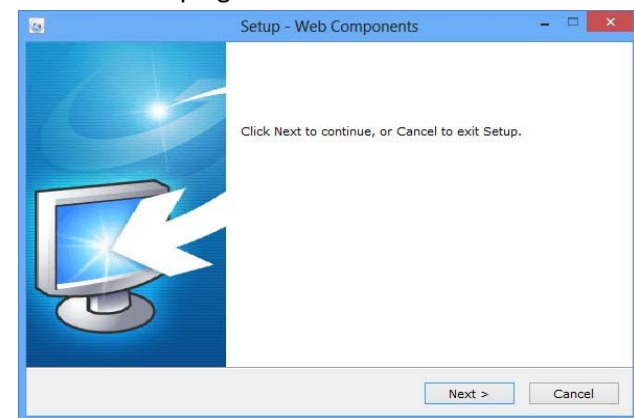 Setup - Web Components
Click Next to continue, or Cancel to exit Setup.
Next >
Cancel